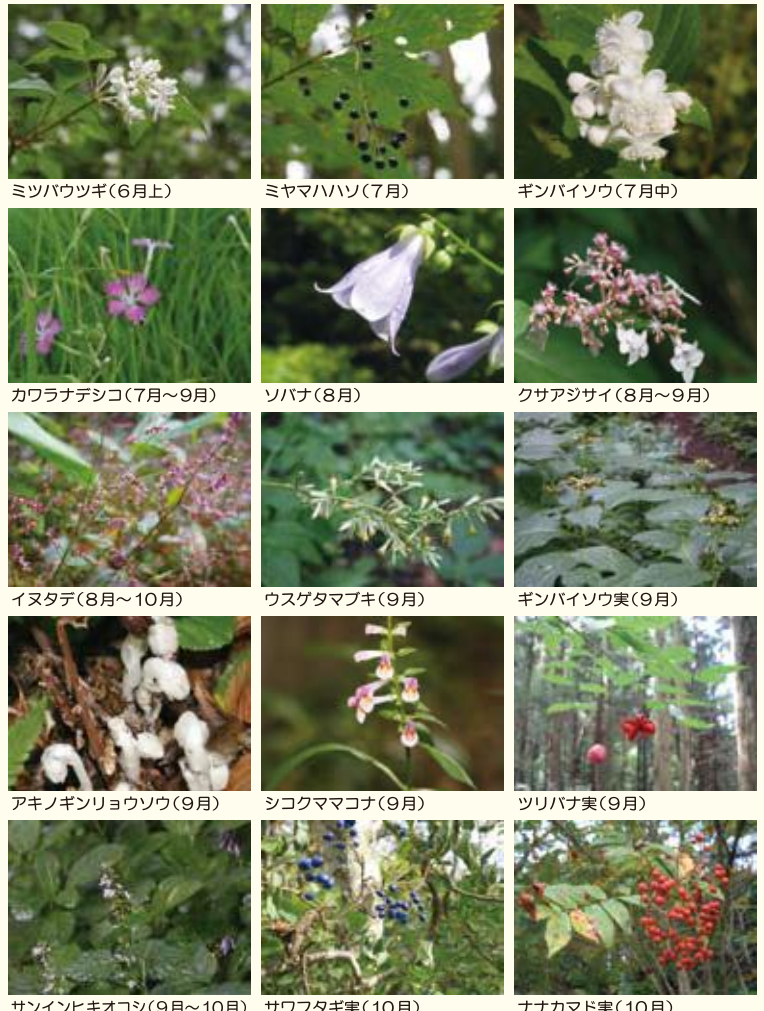 ミツバウツギ（６月上）
ミヤマハハソ（７月）
ギンバイソウ（７月中）
カワラナデシコ（７月～９月）
ソバナ（８月）
クサアジサイ（８月～９月）
イヌタデ（８月～１０月）
ウスゲタマブキ（９月）
ギンバイソウ実（９月）
アキノギンリョウソウ（９月）
シコクママコナ（９月）
ツリバナ実（９月）
サンインヒキオコシ（９月～１０月）
サワフタギ実（１０月）
ナナカマド実（１０月）